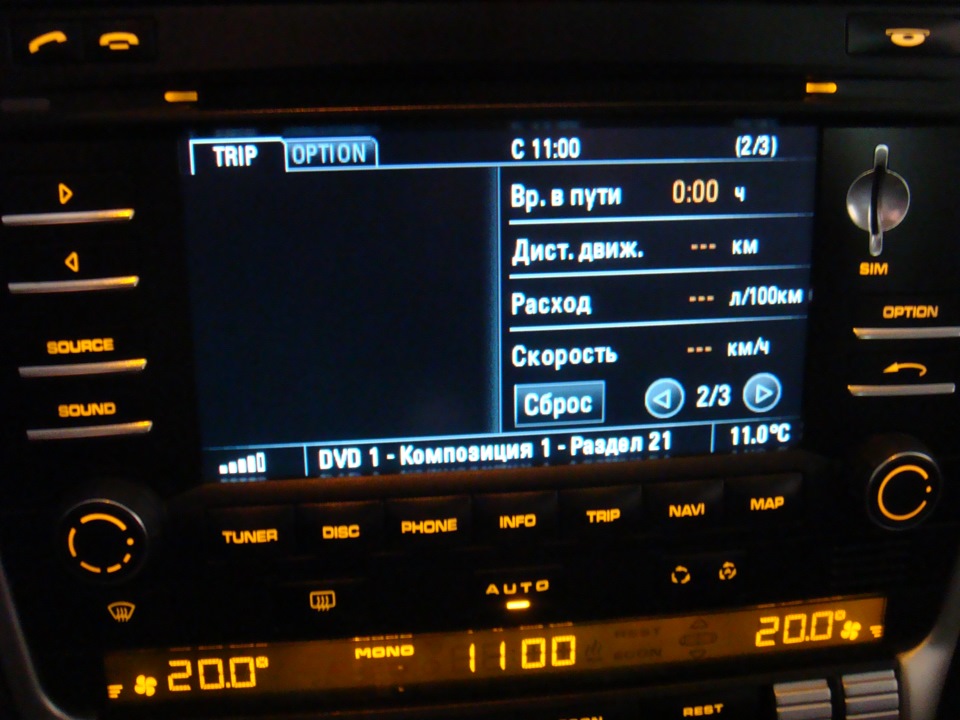 TRIP OPTION С 11:00 (2/3)
Вр. в пути 0:00 ч
Дист. движ. --- км
SIM
Расход --- л/100км
OPTION
SOURCE
Скорость --- км/ч
Сброс 2/3
SOUND
DVD 1 - Композиция 1 - Раздел 21 11.0°C
TUNER DISC PHONE INFO TRIP NAVI MAP
AUTO
20.0° MONO 1100 20.0°
REST